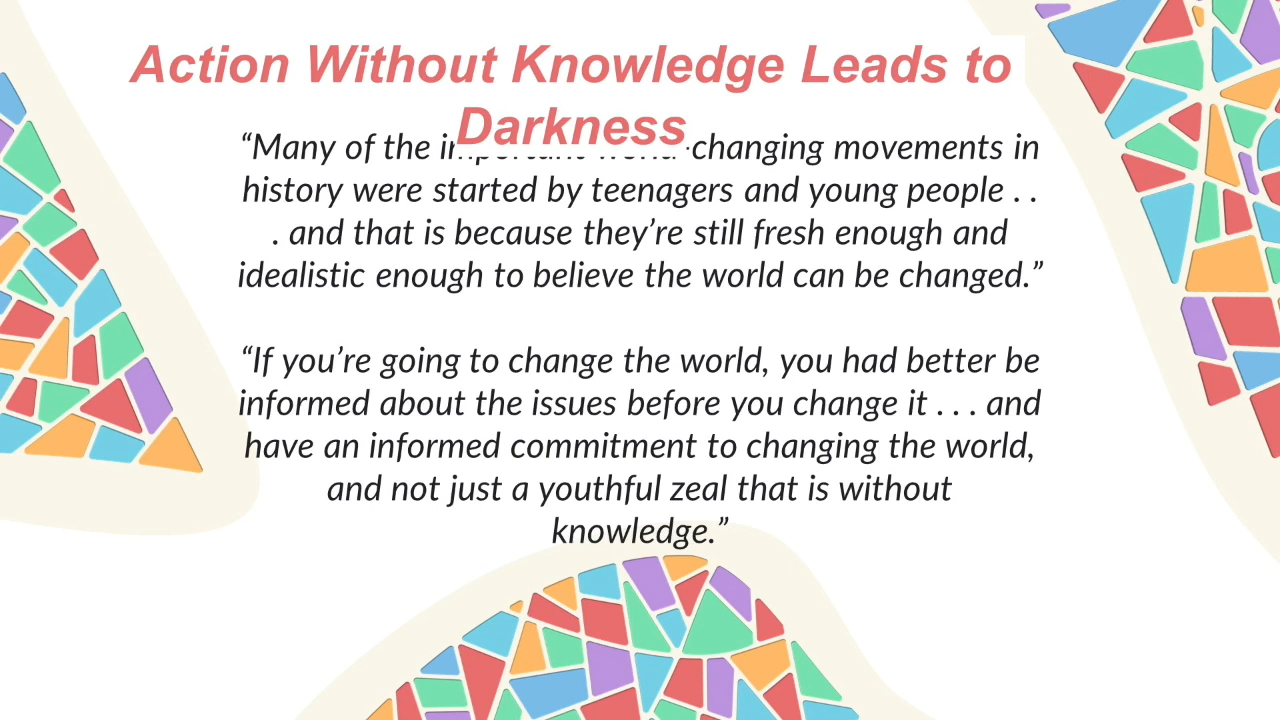 Action Without Knowledge Leads to
Darkness
“Many of the important world-changing movements in
history were started by teenagers and young people . .
. and that is because they’re still fresh enough and
idealistic enough to believe the world can be changed.”
“If you’re going to change the world, you had better be
informed about the issues before you change it . . . and
have an informed commitment to changing the world,
and not just a youthful zeal that is without
knowledge.”